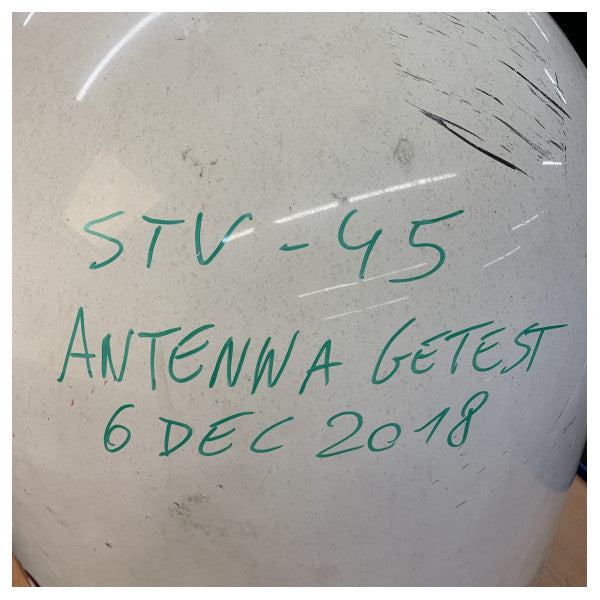 STV - 45
ANTENNA GETEST
6 DEC 2018